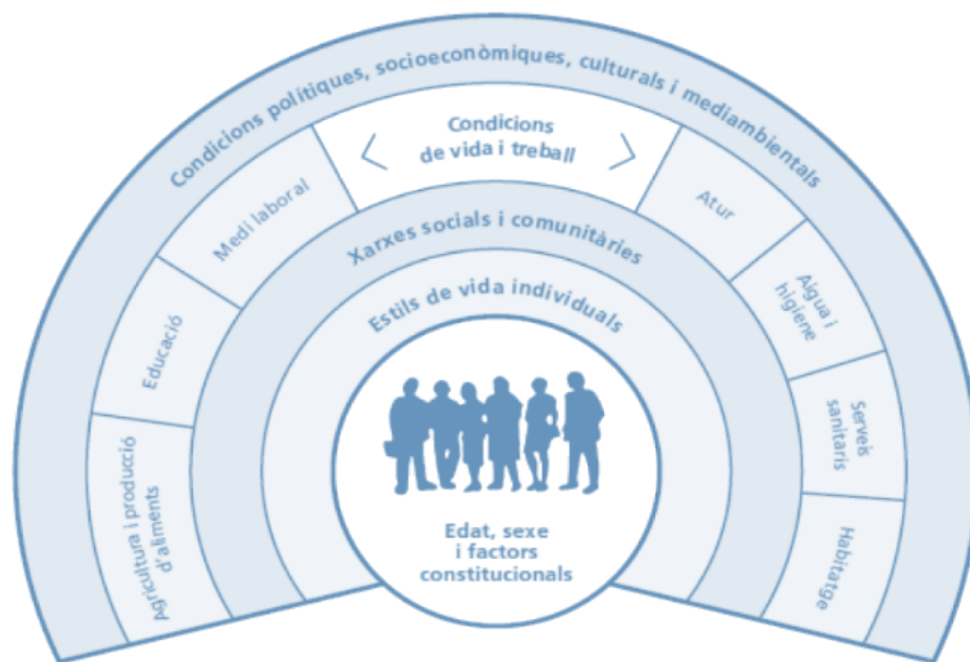 Condicions polítiques, socioeconòmiques, culturals i mediambientals
Condicions
de vida i treball
Agricultura i producció
d'aliments
Educació
Medi laboral
Atur
Aigua i
higiene
Serveis
sanitaris
Habitatge
Xarxes socials i comunitàries
Estils de vida individuals
Edat, sexe
i factors
constitucionals